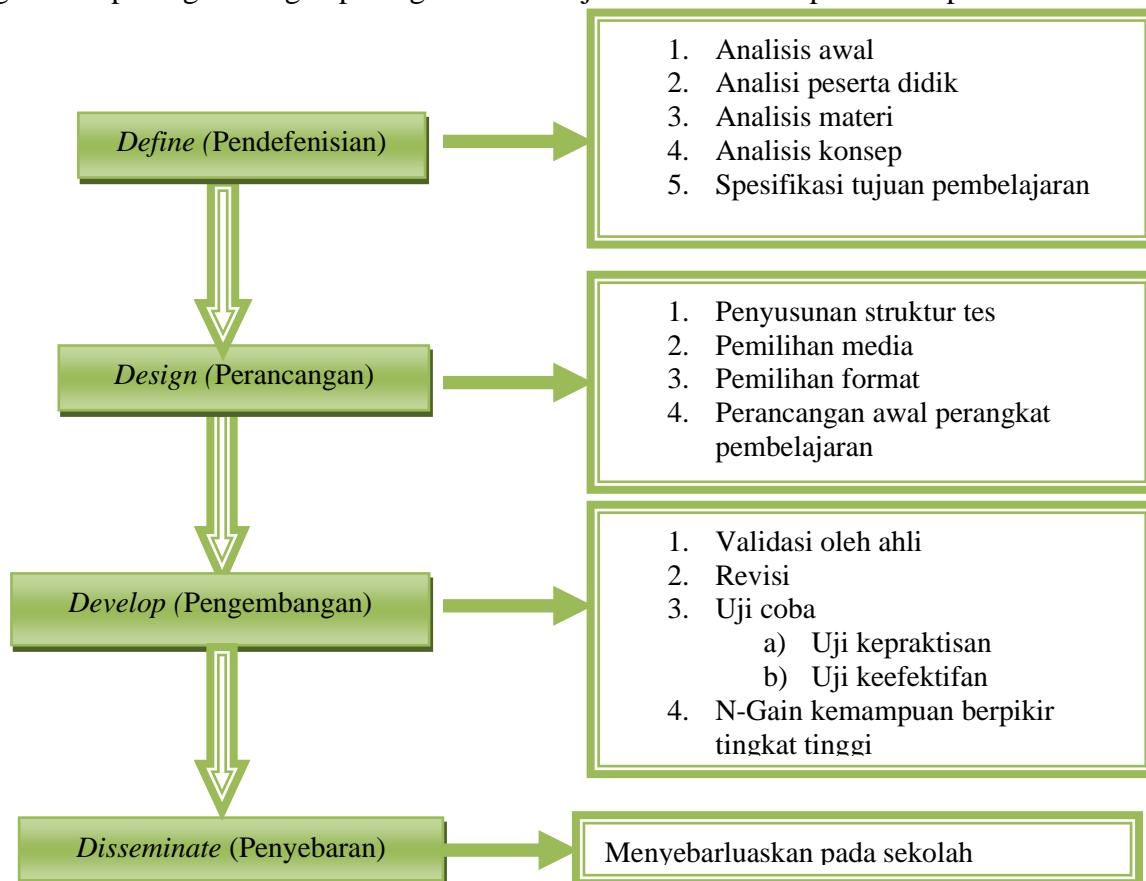 Define (Pendefenisian)
1. Analisis awal
2. Analisi peserta didik
3. Analisis materi
4. Analisis konsep
5. Spesifikasi tujuan pembelajaran
Design (Perancangan)
1. Penyusunan struktur tes
2. Pemilihan media
3. Pemilihan format
4. Perancangan awal perangkat
pembelajaran
Develop (Pengembangan)
1. Validasi oleh ahli
2. Revisi
3. Uji coba
a) Uji kepraktisan
b) Uji keefektifan
4. N-Gain kemampuan berpikir
tingkat tinggi
Disseminate (Penyebaran)
Menyebarluaskan pada sekolah